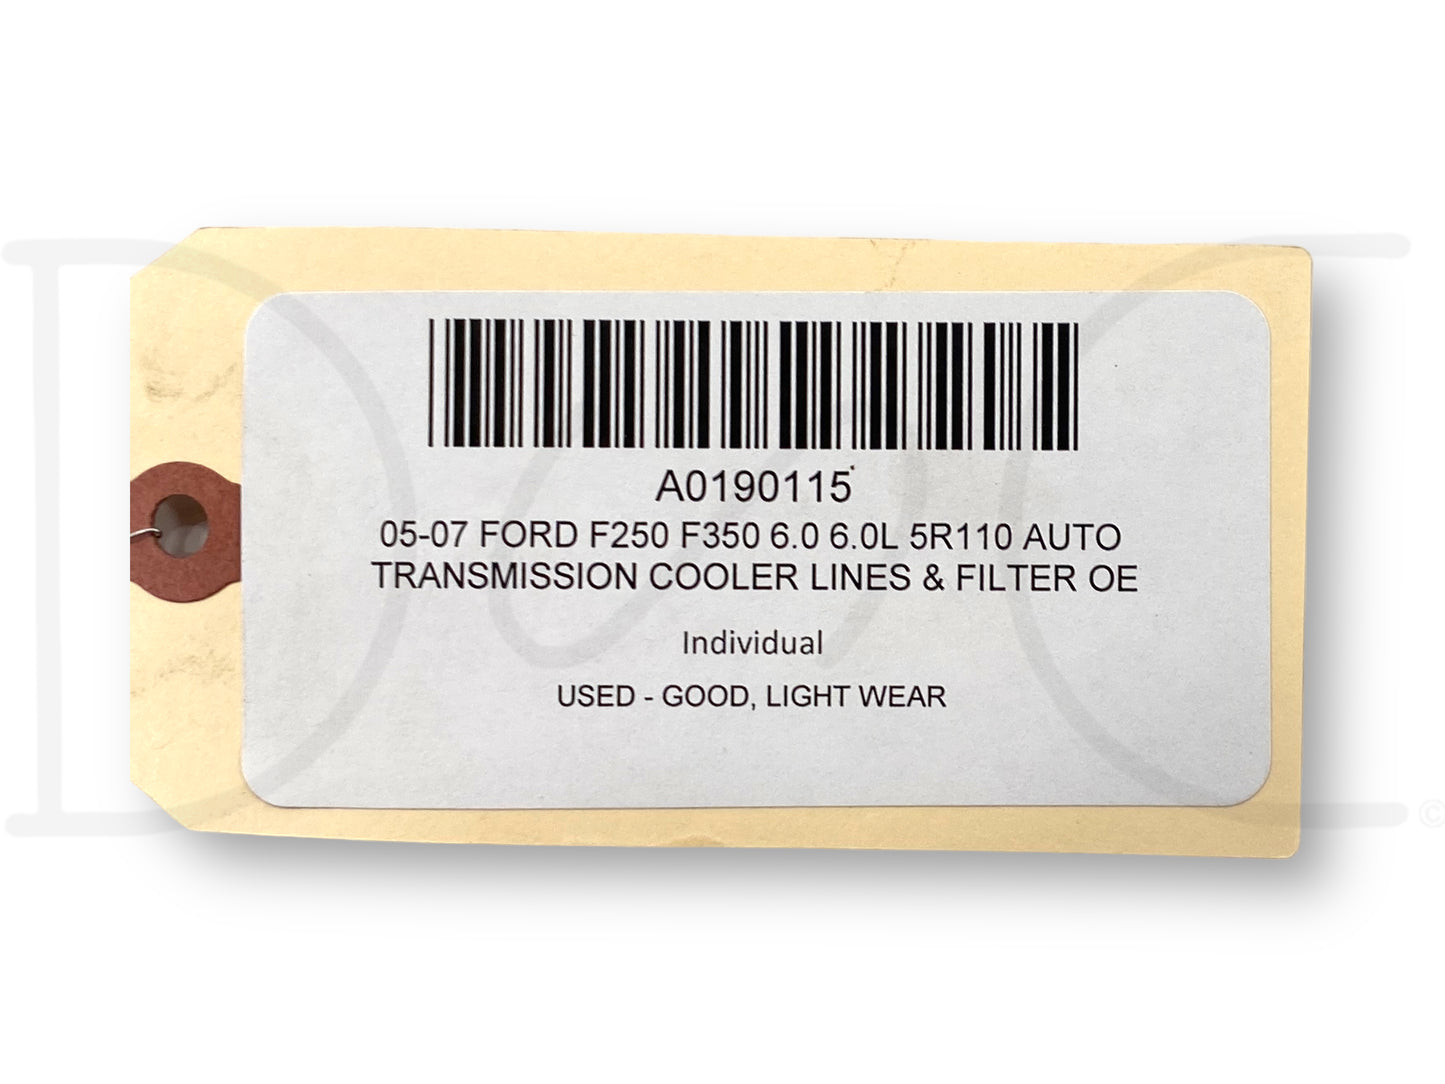 A0190115
05-07 FORD F250 F350 6.0 6.0L 5R110 AUTO
TRANSMISSION COOLER LINES & FILTER OE
Individual
USED - GOOD, LIGHT WEAR
©